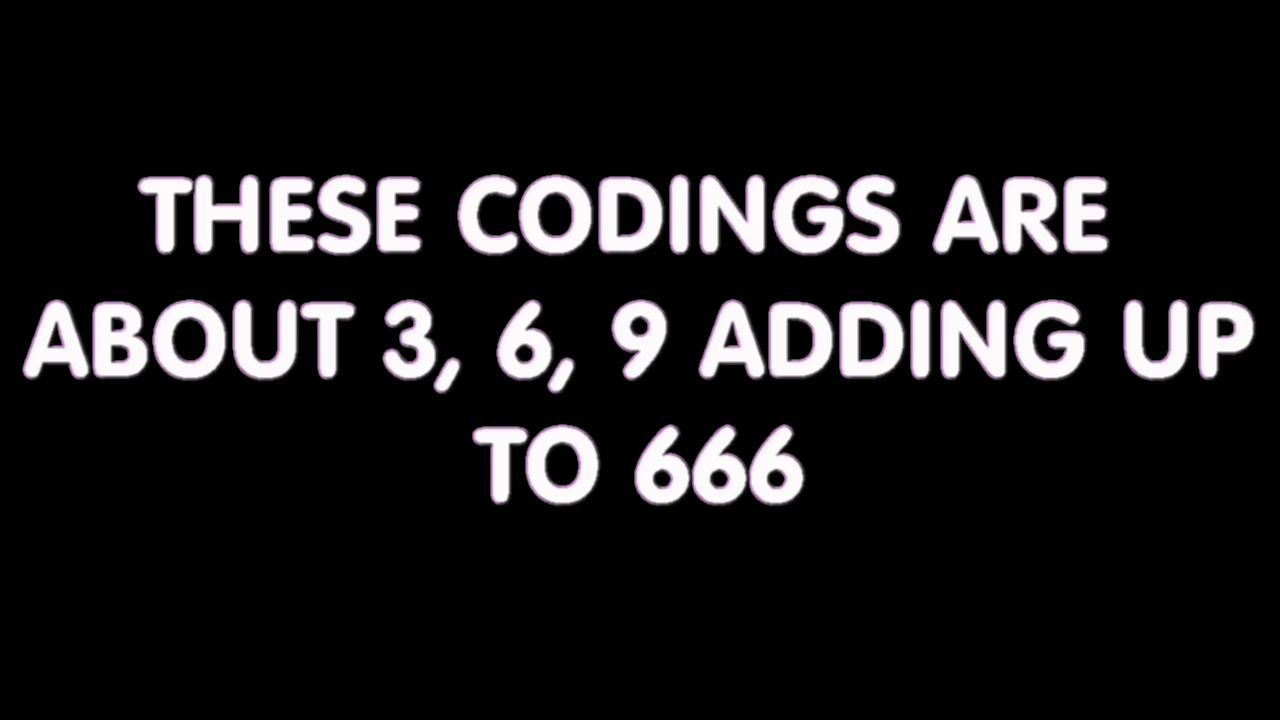 THESE CODINGS ARE
ABOUT 3, 6, 9 ADDING UP
TO 666